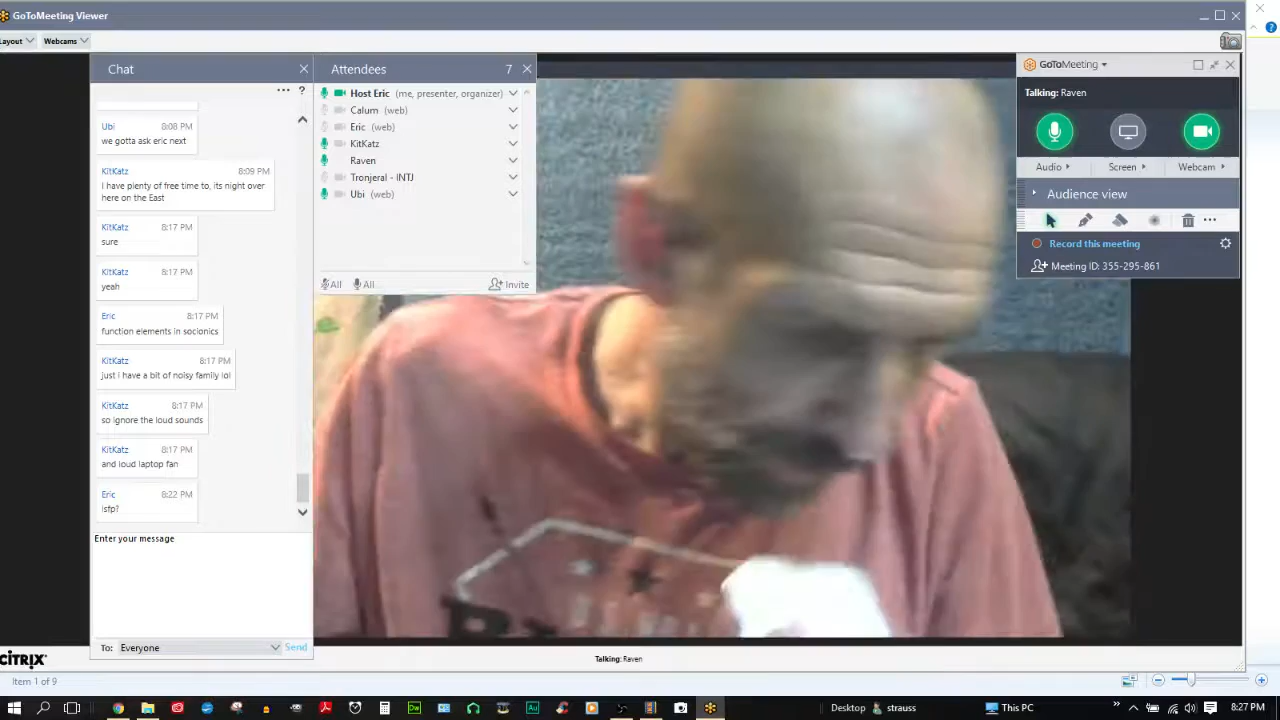 GoToMeeting Viewer
Layout
Webcams
Chat
Ubi 8:08 PM
we gotta ask eric next
KitKatz 8:09 PM
I have plenty of free time to, its night over
here on the East
KitKatz 8:17 PM
sure
KitKatz 8:17 PM
yeah
Eric 8:17 PM
function elements in socionics
KitKatz 8:17 PM
just i have a bit of noisy family lol
KitKatz 8:17 PM
so ignore the loud sounds
KitKatz 8:17 PM
and loud laptop fan
Eric 8:22 PM
isfp?
Enter your message
To: Everyone
Send
Attendees 7
Host Eric (me, presenter, organizer)
Calum (web)
Eric (web)
KitKatz
Raven
Tronjeral - INTJ
Ubi (web)
All All Invite
GoToMeeting
Talking: Raven
Audio Screen Webcam
Audience view
Record this meeting
Meeting ID: 355-295-861
CITRIX
Talking: Raven
Item 1 of 9
Desktop strauss This PC 8:27 PM